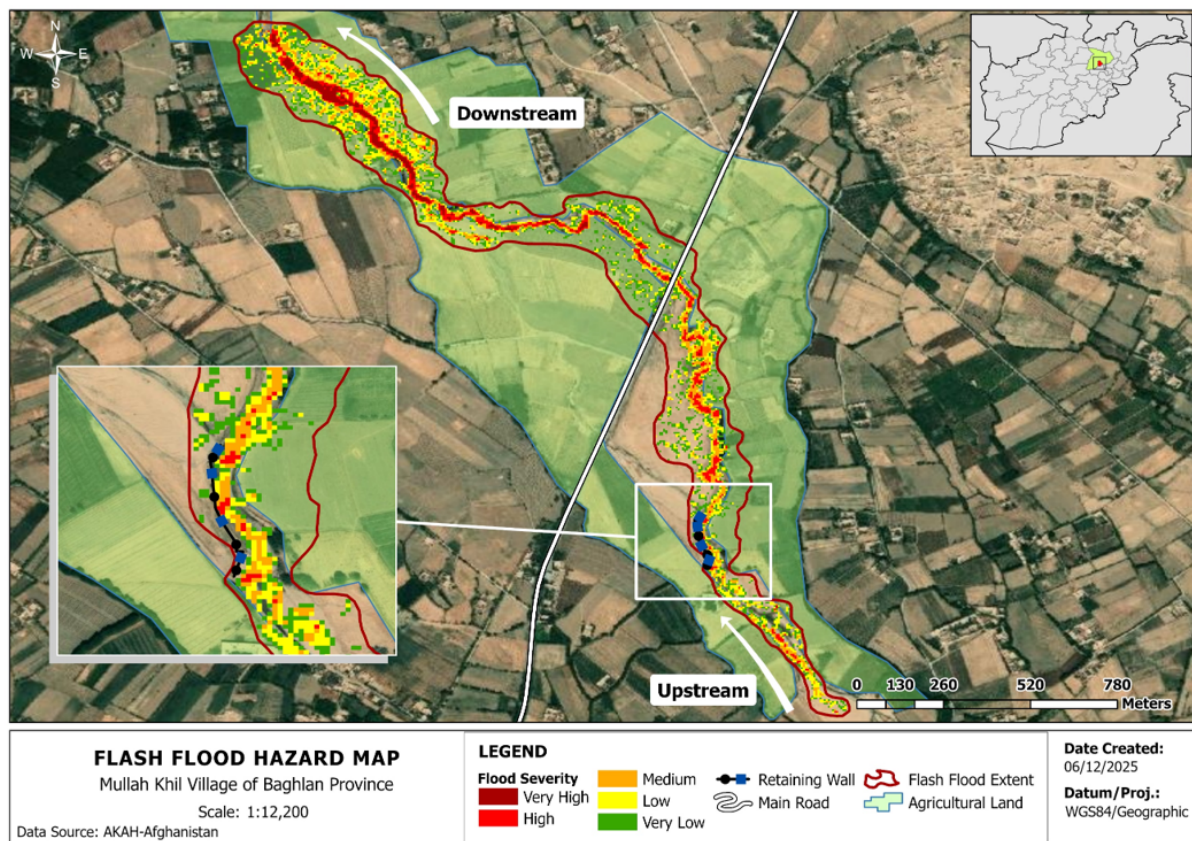 N
W E
S
Downstream
Upstream
0 130 260 520 780
Meters
FLASH FLOOD HAZARD MAP
Mullah Khil Village of Baghlan Province
Scale: 1:12,200
Data Source: AKAH-Afghanistan
LEGEND
Flood Severity
Very High
High
Medium
Low
Very Low
Retaining Wall
Main Road
Flash Flood Extent
Agricultural Land
Date Created:
06/12/2025
Datum/Proj.:
WGS84/Geographic